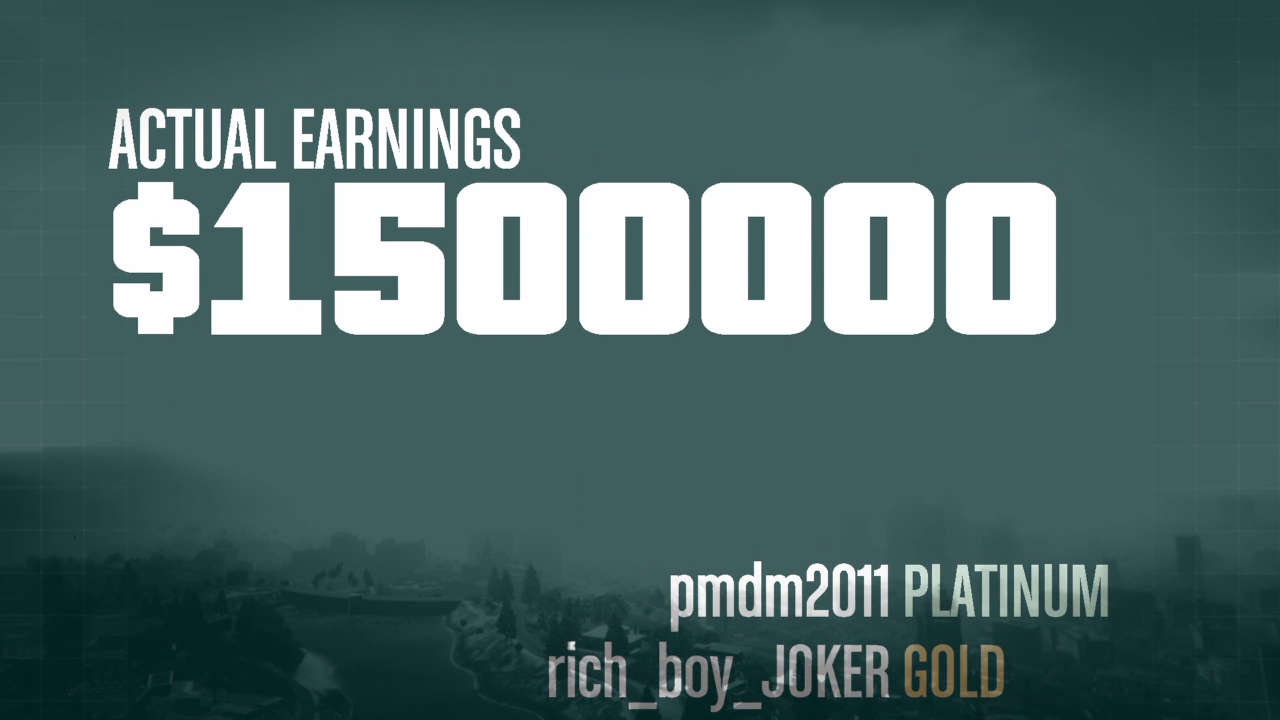 ACTUAL EARNINGS
$1500000
pmdm2011 PLATINUM
rich_boy_JOKER GOLD